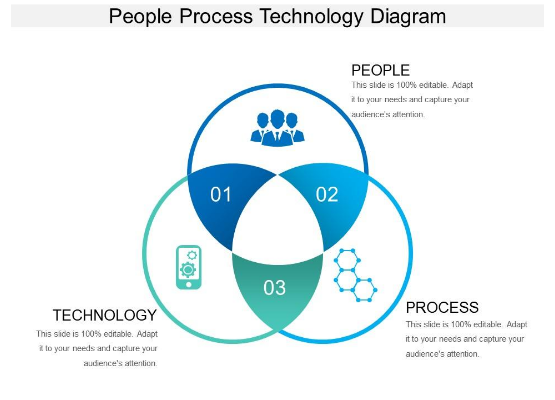 People Process Technology Diagram
PEOPLE
This slide is 100% editable. Adapt
it to your needs and capture your
audience's attention.
01
02
03
TECHNOLOGY
This slide is 100% editable. Adapt
it to your needs and capture your
audience's attention.
PROCESS
This slide is 100% editable. Adapt
it to your needs and capture your
audience's attention.